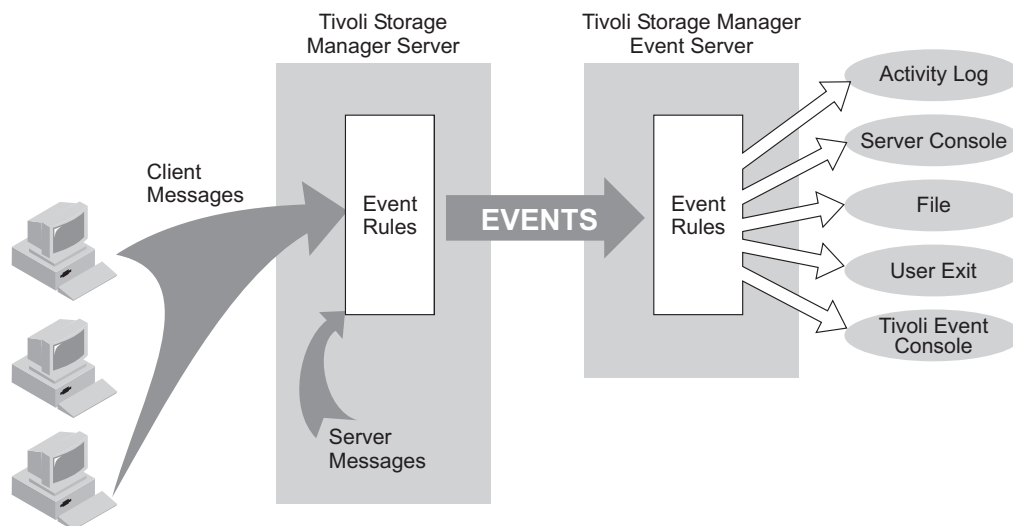 Tivoli Storage
Manager Server
Tivoli Storage Manager
Event Server
Client
Messages
Event
Rules
Server
Messages
EVENTS
Event
Rules
Activity Log
Server Console
File
User Exit
Tivoli Event
Console